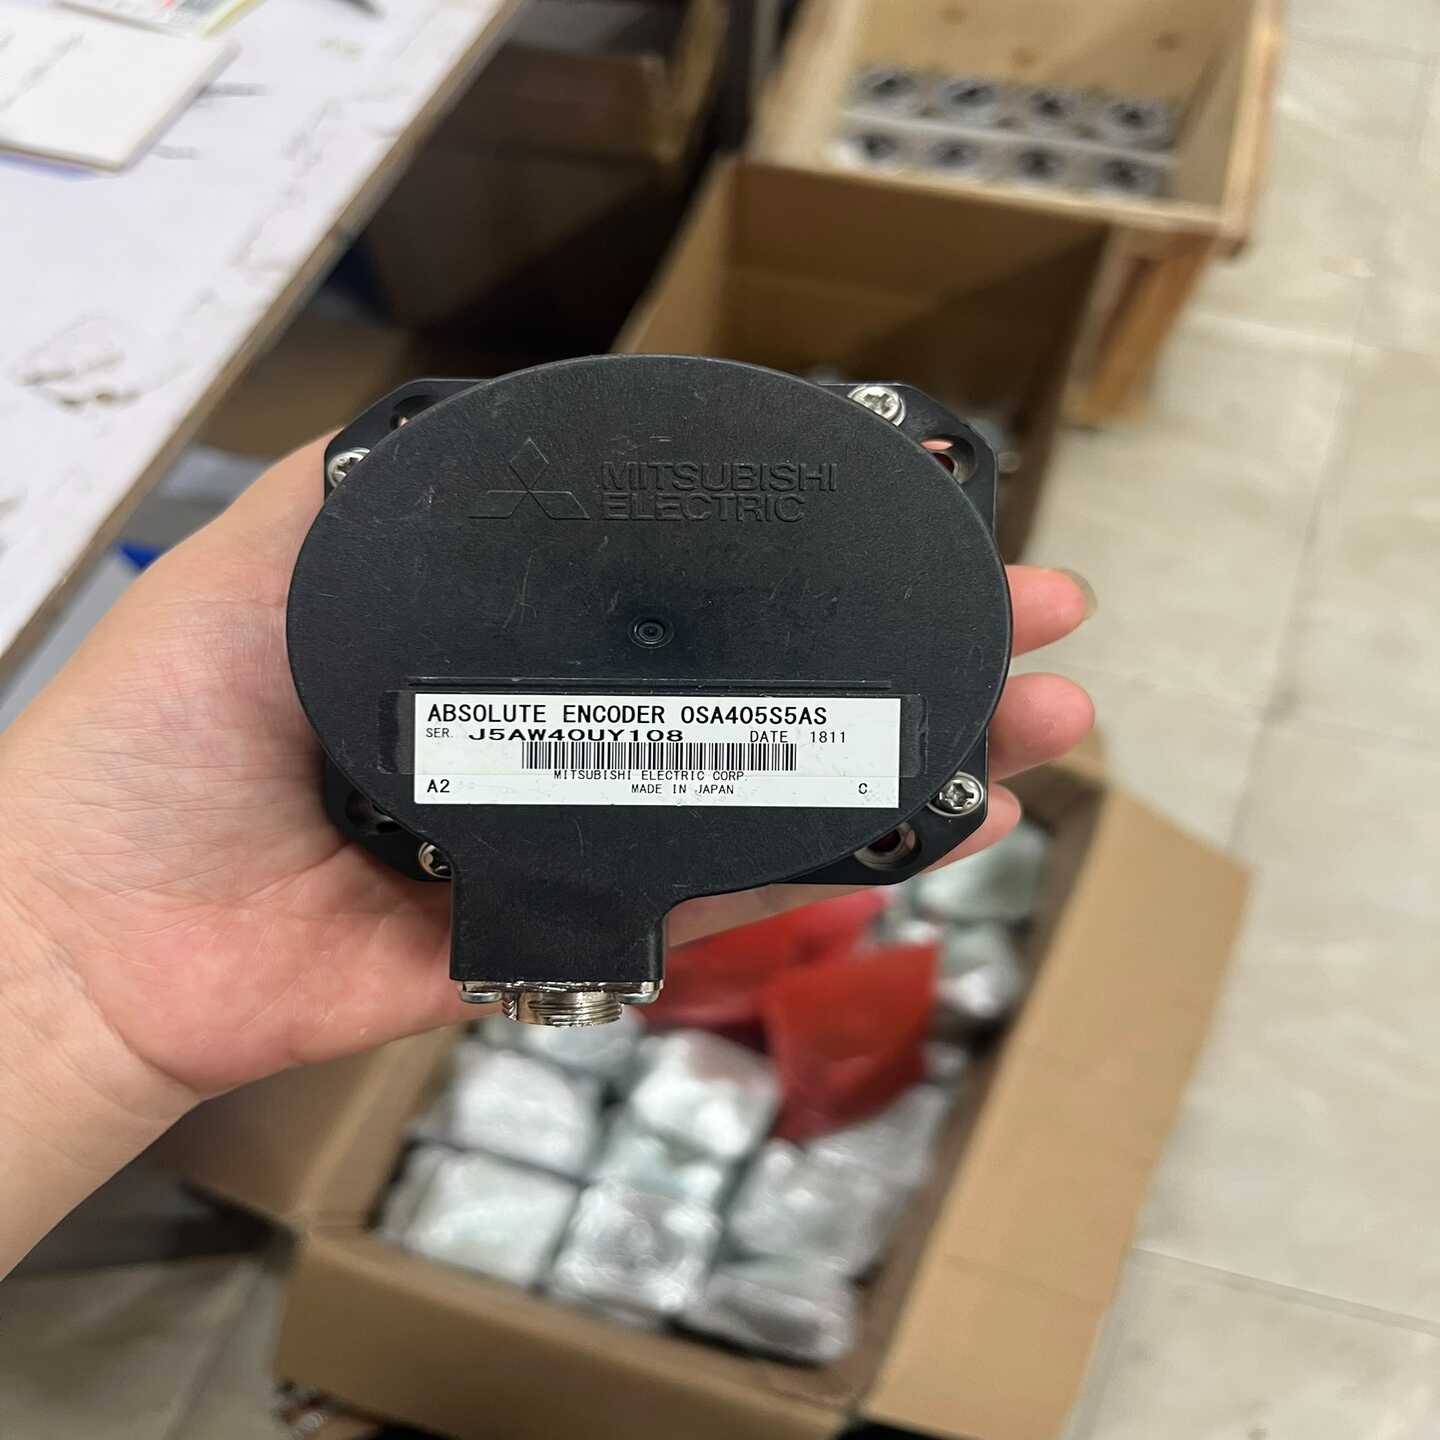 MITSUBISHI
ELECTRIC
ABSOLUTE ENCODER OSA405S5AS
SER. J5AW40UY108 DATE 1811
MITSUBISHI ELECTRIC CORP.
A2 MADE IN JAPAN C